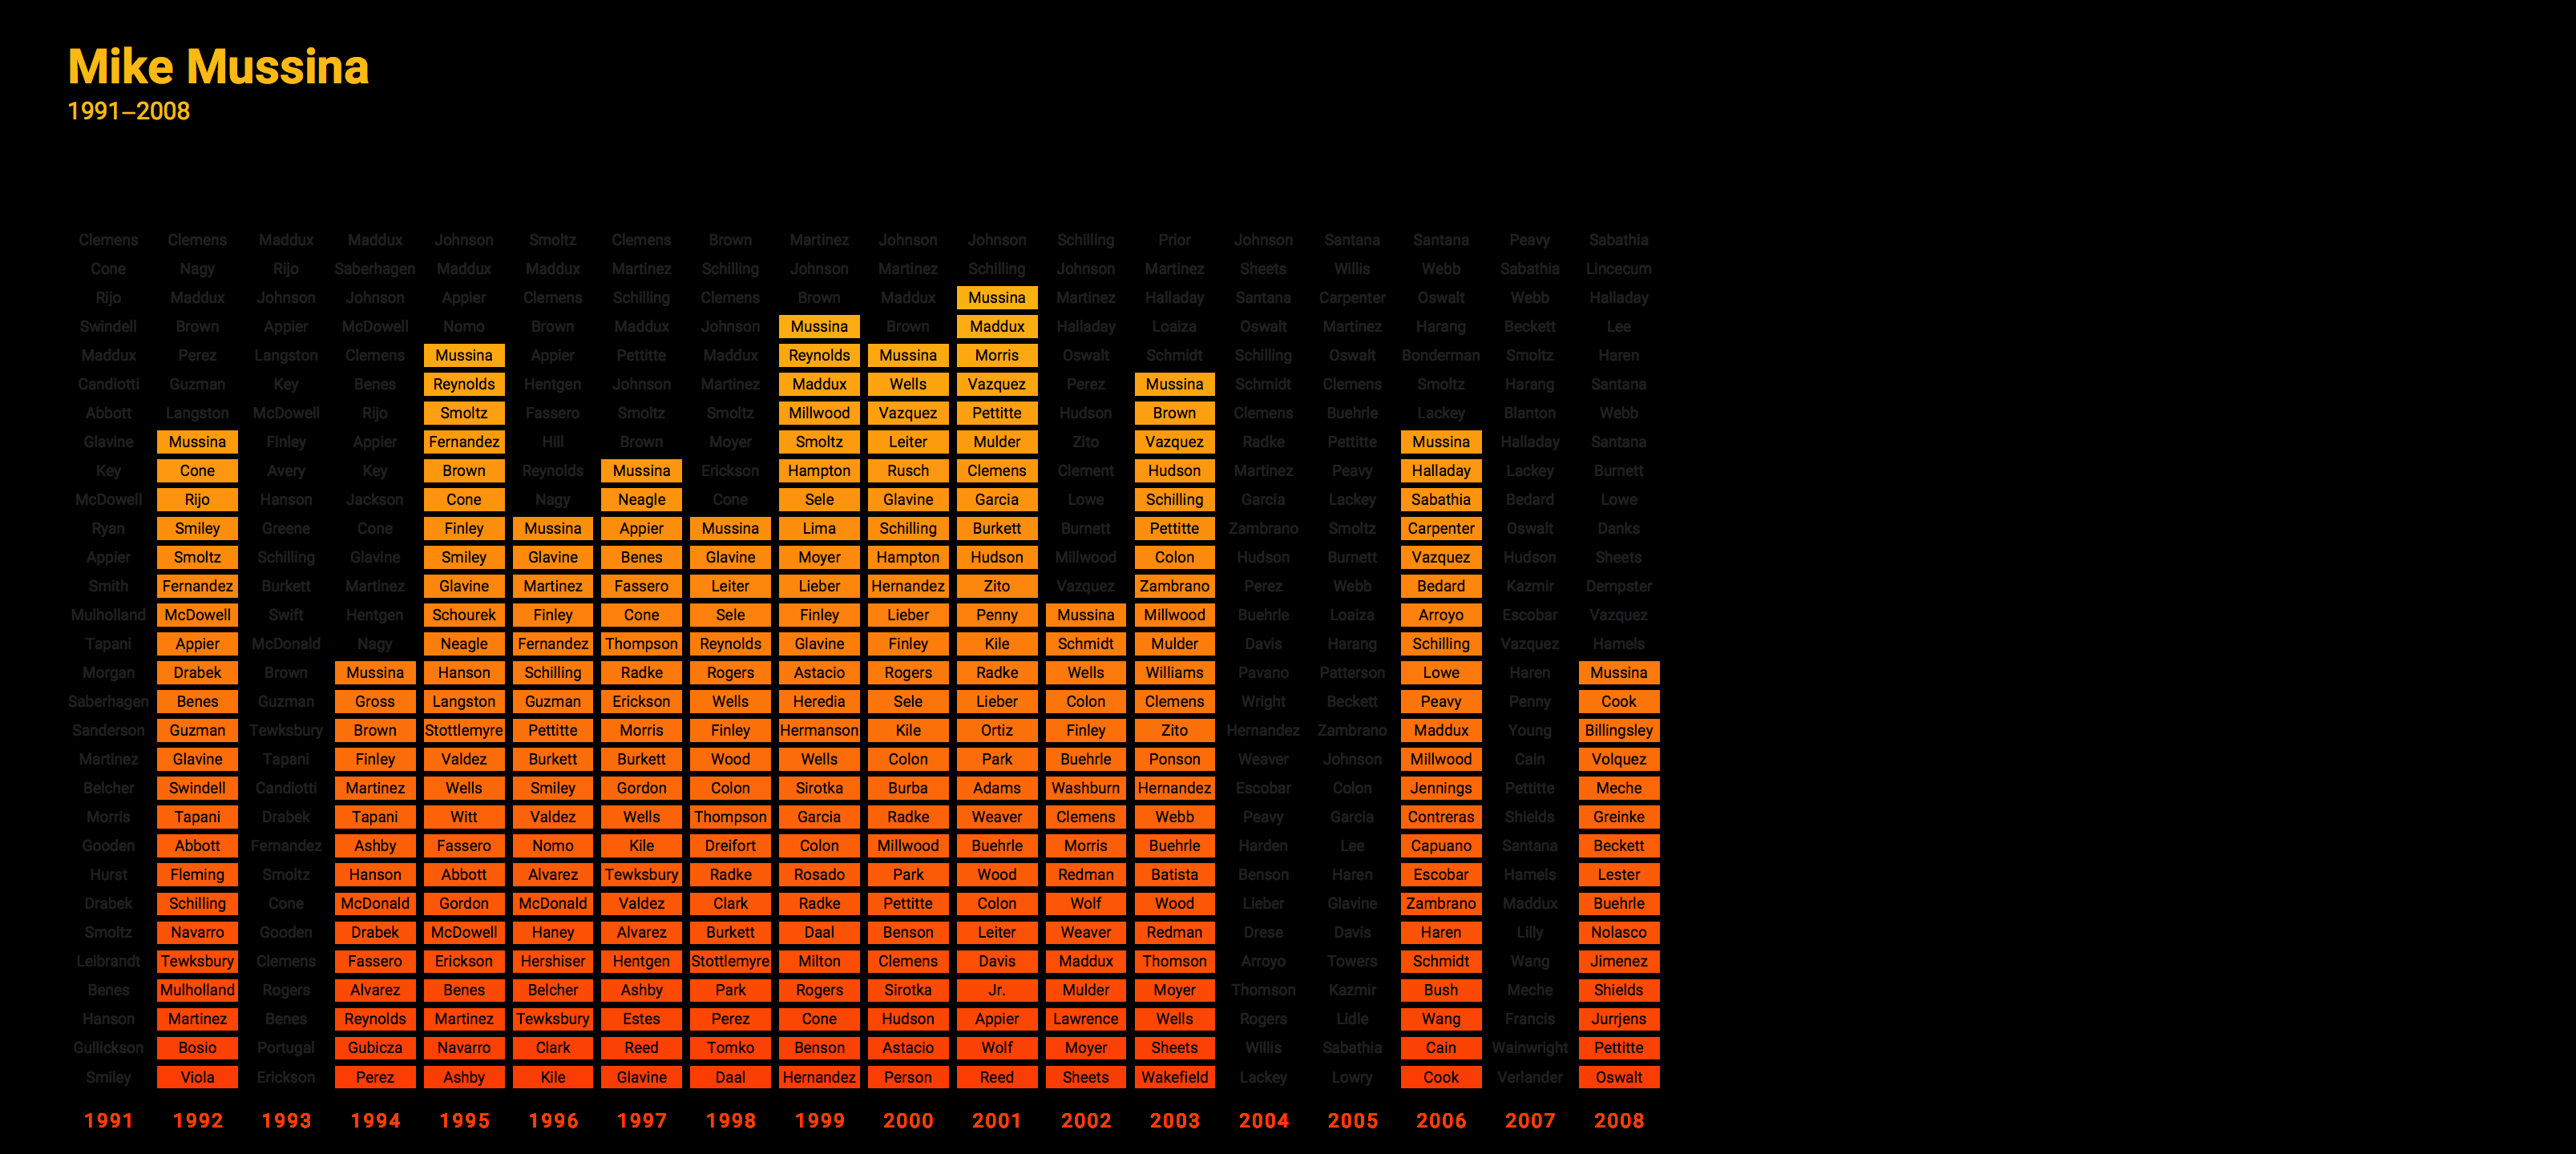 Mike Mussina
1991–2008
Clemens Clemens Maddux Maddux Johnson Smoltz Clemens Brown Martinez Johnson Johnson Schilling Prior Johnson Santana Santana Peavy Sabathia
Cone Nagy Rijo Saberhagen Maddux Maddux Martinez Schilling Johnson Martinez Schilling Johnson Martinez Sheets Willis Webb Sabathia Lincecum
Rijo Maddux Johnson Johnson Appier Clemens Schilling Clemens Brown Maddux Mussina Martinez Halladay Santana Carpenter Oswalt Webb Halladay
Swindell Brown Appier McDowell Nomo Brown Maddux Johnson Mussina Brown Maddux Halladay Loaiza Oswalt Martinez Harang Beckett Lee
Maddux Perez Langston Clemens Mussina Appier Pettitte Maddux Reynolds Mussina Morris Oswalt Schmidt Schilling Oswalt Bonderman Smoltz Haren
Candiotti Guzman Key Benes Reynolds Hentgen Johnson Martinez Maddux Wells Vazquez Perez Mussina Schmidt Clemens Smoltz Harang Santana
Abbott Langston McDowell Rijo Smoltz Fassero Smoltz Smoltz Millwood Vazquez Pettitte Hudson Brown Clemens Buehrle Lackey Blanton Webb
Glavine Mussina Finley Appier Fernandez Hill Brown Moyer Smoltz Leiter Mulder Zito Vazquez Radke Pettitte Mussina Halladay Santana
Key Cone Avery Key Brown Reynolds Mussina Erickson Hampton Rusch Clemens Clement Hudson Martinez Peavy Halladay Lackey Burnett
McDowell Rijo Hanson Jackson Cone Nagy Neagle Cone Sele Glavine Garcia Lowe Schilling Garcia Lackey Sabathia Bedard Lowe
Ryan Smiley Greene Cone Finley Mussina Appier Mussina Lima Schilling Burkett Burnett Pettitte Zambrano Smoltz Carpenter Oswalt Danks
Appier Smoltz Schilling Glavine Smiley Glavine Benes Glavine Moyer Hampton Hudson Millwood Colon Hudson Burnett Vazquez Hudson Sheets
Smith Fernandez Burkett Martinez Glavine Martinez Fassero Leiter Lieber Hernandez Zito Vazquez Zambrano Perez Webb Bedard Kazmir Dempster
Mulholland McDowell Swift Hentgen Schourek Finley Cone Sele Finley Lieber Penny Mussina Millwood Buehrle Loaiza Arroyo Escobar Vazquez
Tapani Appier McDonald Nagy Neagle Fernandez Thompson Reynolds Glavine Finley Kile Schmidt Mulder Davis Harang Schilling Vazquez Hamels
Morgan Drabek Brown Mussina Hanson Schilling Radke Rogers Astacio Rogers Radke Wells Williams Pavano Patterson Lowe Haren Mussina
Saberhagen Benes Guzman Gross Langston Guzman Erickson Wells Heredia Sele Lieber Colon Clemens Wright Beckett Peavy Penny Cook
Sanderson Guzman Tewksbury Brown Stottlemyre Pettitte Morris Finley Hermanson Kile Ortiz Finley Zito Hernandez Zambrano Maddux Young Billingsley
Martinez Glavine Tapani Finley Valdez Burkett Burkett Wood Wells Colon Park Buehrle Ponson Weaver Johnson Millwood Cain Volquez
Belcher Swindell Candiotti Martinez Wells Smiley Gordon Colon Sirotka Burba Adams Washburn Hernandez Escobar Colon Jennings Pettitte Meche
Morris Tapani Drabek Tapani Witt Valdez Wells Thompson Garcia Radke Weaver Clemens Webb Peavy Garcia Contreras Shields Greinke
Gooden Abbott Fernandez Ashby Fassero Nomo Kile Dreifort Colon Millwood Buehrle Morris Buehrle Harden Lee Capuano Santana Beckett
Hurst Fleming Smoltz Hanson Abbott Alvarez Tewksbury Radke Rosado Park Wood Redman Batista Benson Haren Escobar Hamels Lester
Drabek Schilling Cone McDonald Gordon McDonald Valdez Clark Radke Pettitte Colon Wolf Wood Lieber Glavine Zambrano Maddux Buehrle
Smoltz Navarro Gooden Drabek McDowell Haney Alvarez Burkett Daal Benson Leiter Weaver Redman Drese Davis Haren Lilly Nolasco
Leibrandt Tewksbury Clemens Fassero Erickson Hershiser Hentgen Stottlemyre Milton Clemens Davis Maddux Thomson Arroyo Towers Schmidt Wang Jimenez
Benes Mulholland Rogers Alvarez Benes Belcher Ashby Park Rogers Sirotka Jr. Mulder Moyer Thomson Kazmir Bush Meche Shields
Hanson Martinez Benes Reynolds Martinez Tewksbury Estes Perez Cone Hudson Appier Lawrence Wells Rogers Lidle Wang Francis Jurrjens
Gullickson Bosio Portugal Gubicza Navarro Clark Reed Tomko Benson Astacio Wolf Moyer Sheets Willis Sabathia Cain Wainwright Pettitte
Smiley Viola Erickson Perez Ashby Kile Glavine Daal Hernandez Person Reed Sheets Wakefield Lackey Lowry Cook Verlander Oswalt
1991 1992 1993 1994 1995 1996 1997 1998 1999 2000 2001 2002 2003 2004 2005 2006 2007 2008